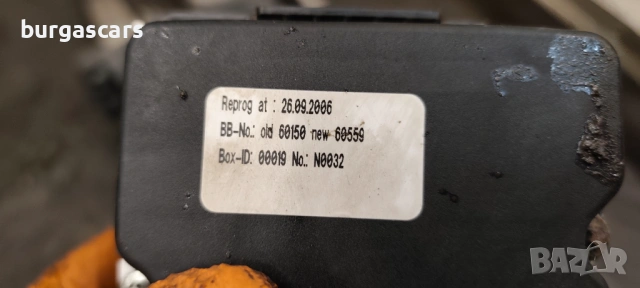 burgascars
Reprog at : 26.09.2006
BB-No.: old 60150 new 60559
Box-ID: 00019 No.: N0032
BAZAR